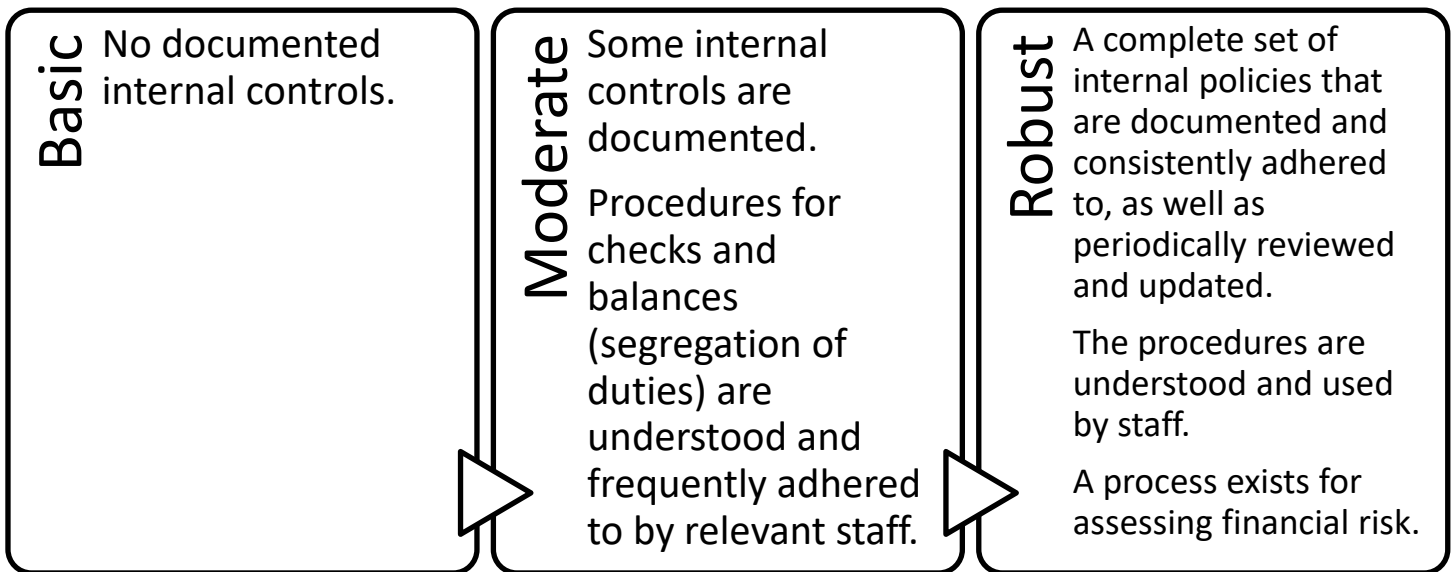 Basic
No documented
internal controls.
Moderate
Some internal
controls are
documented.
Procedures for
checks and
balances
(segregation of
duties) are
understood and
frequently adhered
to by relevant staff.
Robust
A complete set of
internal policies that
are documented and
consistently adhered
to, as well as
periodically reviewed
and updated.
The procedures are
understood and used
by staff.
A process exists for
assessing financial risk.